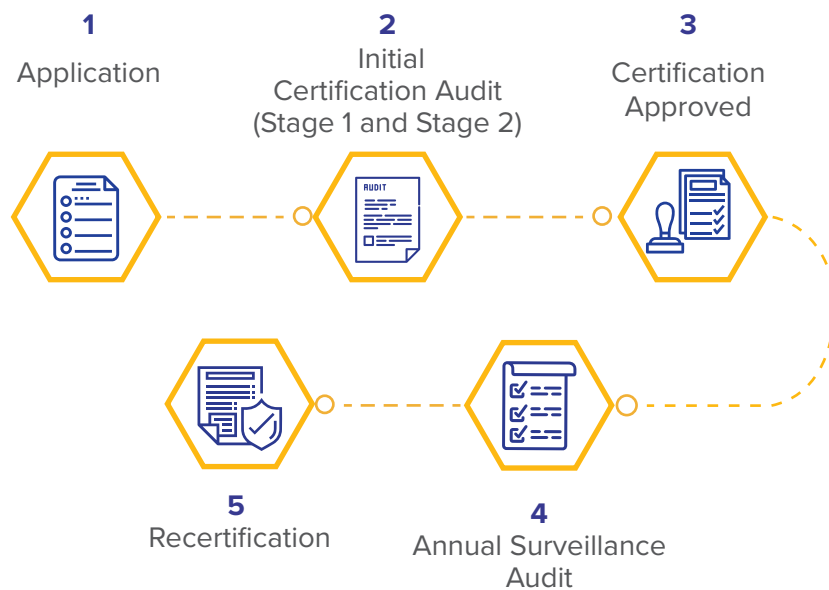 1
Application
2
Initial
Certification Audit
(Stage 1 and Stage 2)
3
Certification
Approved
AUDIT
5
Recertification
4
Annual Surveillance
Audit